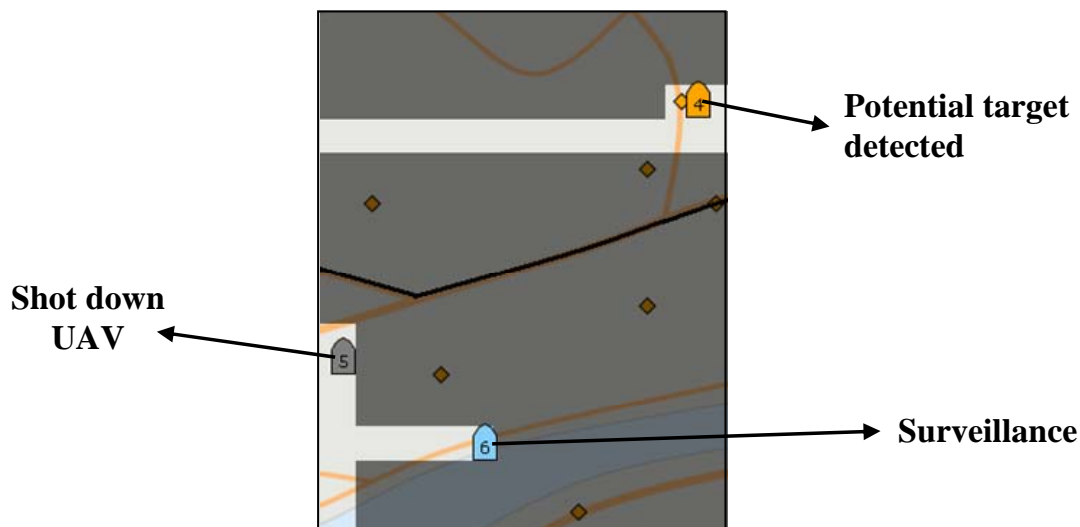 4
Potential target
detected
Shot down
UAV
5
6
Surveillance